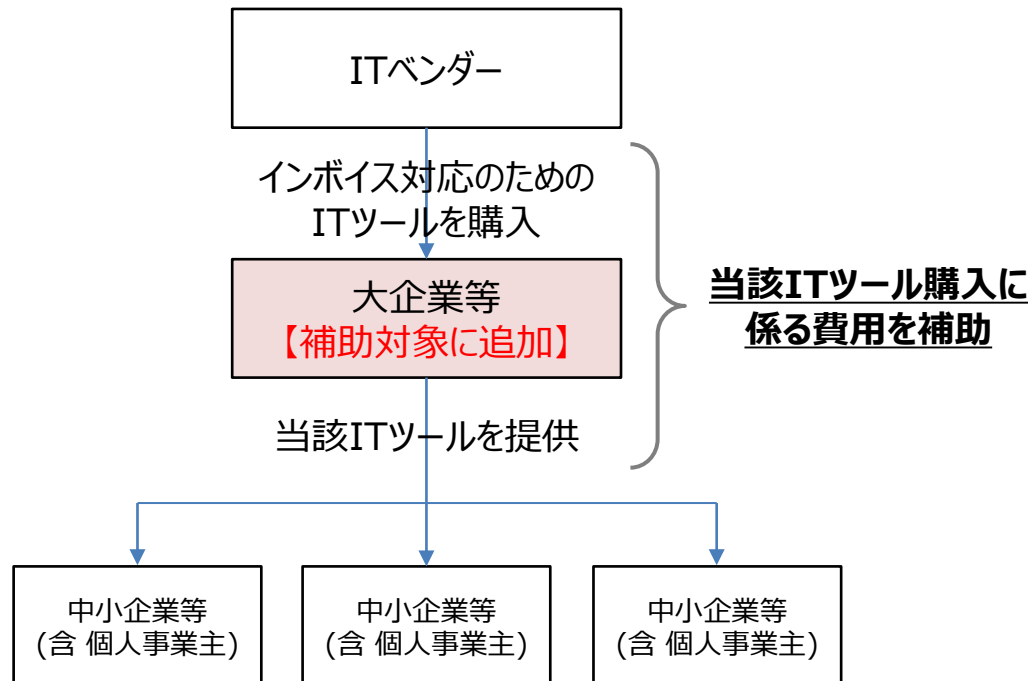 ITベンダー
インボイス対応のための
ITツールを購入
大企業等
【補助対象に追加】
当該ITツール購入に
係る費用を補助
当該ITツールを提供
中小企業等
(含 個人事業主)
中小企業等
(含 個人事業主)
中小企業等
(含 個人事業主)